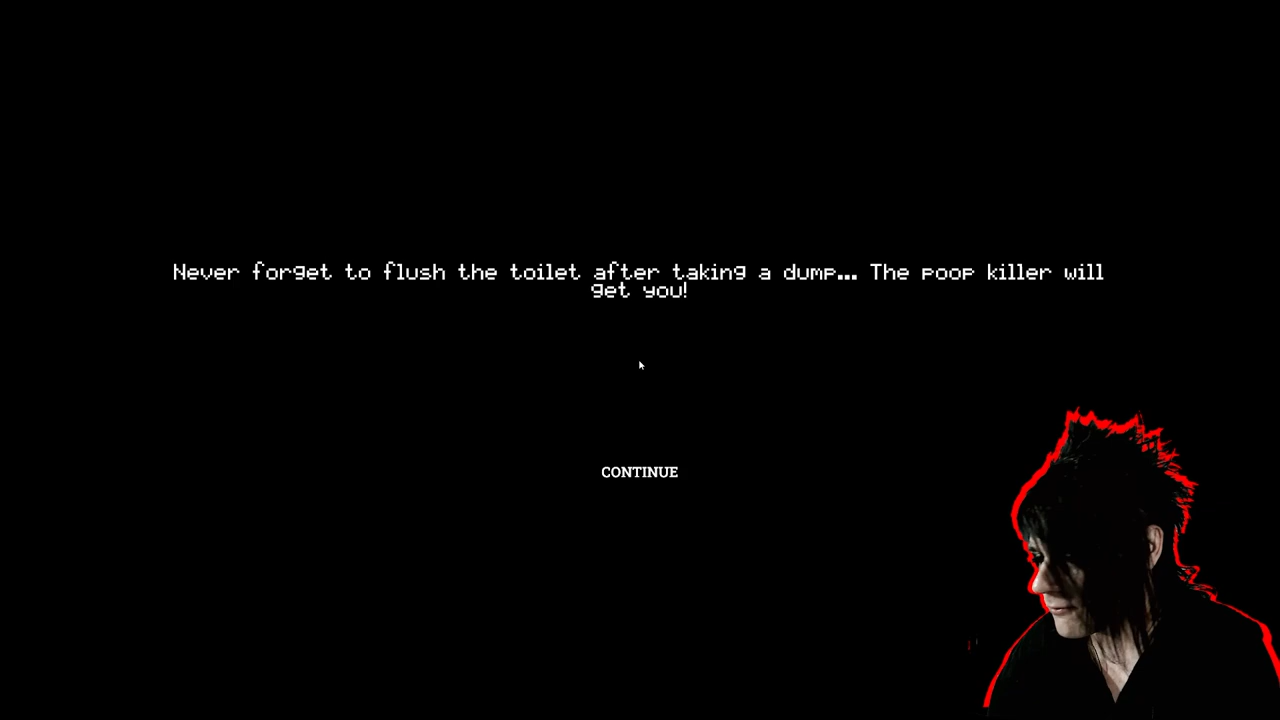 Never forget to flush the toilet after taking a dump... The poop killer will
get you!
CONTINUE